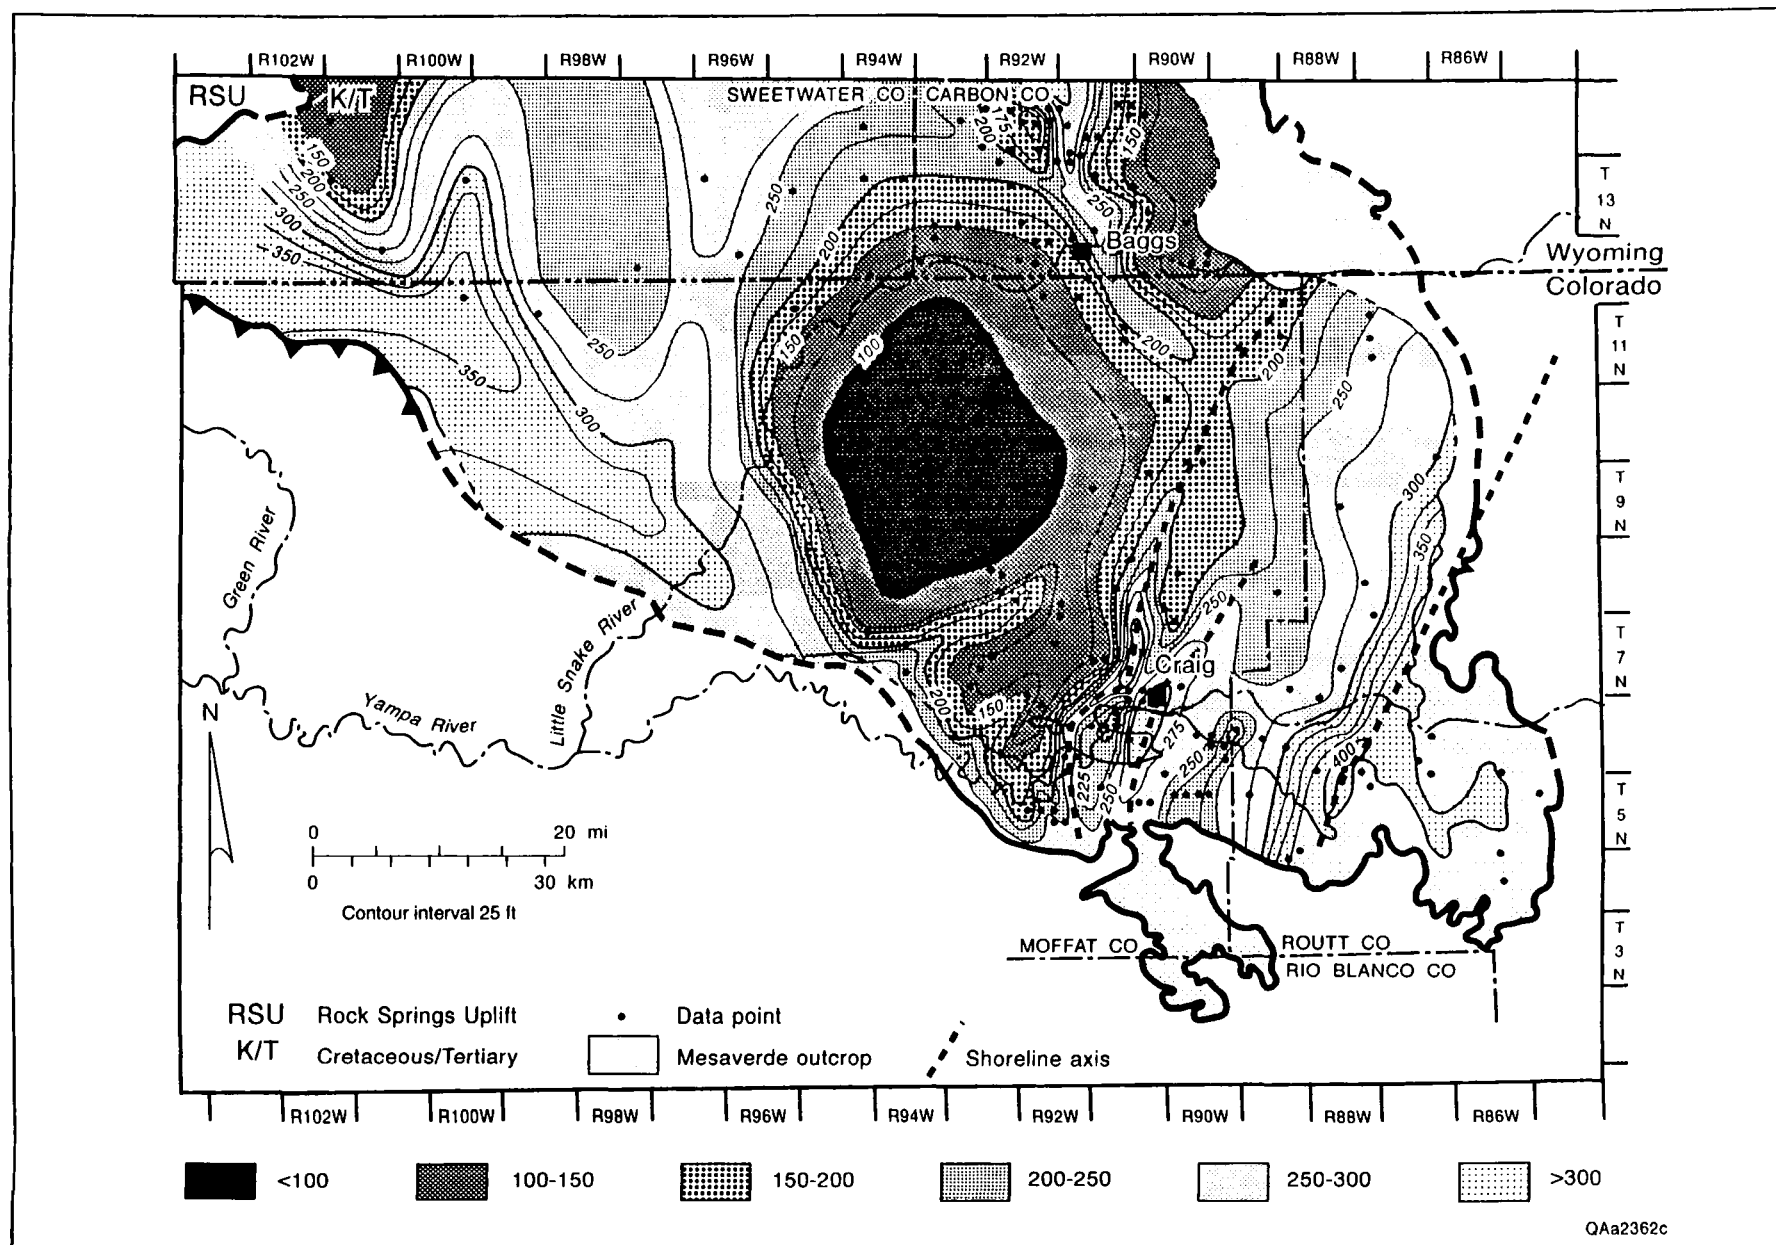 R102W R100W R98W R96W R94W R92W R90W R88W R86W
RSU K/T SWEETWATER CO CARBON CO
175
200
150
150
200
250
300
350
250
250
T
13
N
200
Baggs
Wyoming
Colorado
250
150
100
200
200
250
350
300
T
11
N
300
350
T
9
N
250
Green River
Little Snake River
Yampa River
Craig
T
7
N
N
200
150
275
250
225
250
400
T
5
N
0 20 mi
0 30 km
Contour interval 25 ft
MOFFAT CO ROUTT CO
RIO BLANCO CO
T
3
N
RSU Rock Springs Uplift
K/T Cretaceous/Tertiary
Data point
Mesaverde outcrop
Shoreline axis
R102W R100W R98W R96W R94W R92W R90W R88W R86W
<100 100-150 150-200 200-250 250-300 >300
QAa2362c